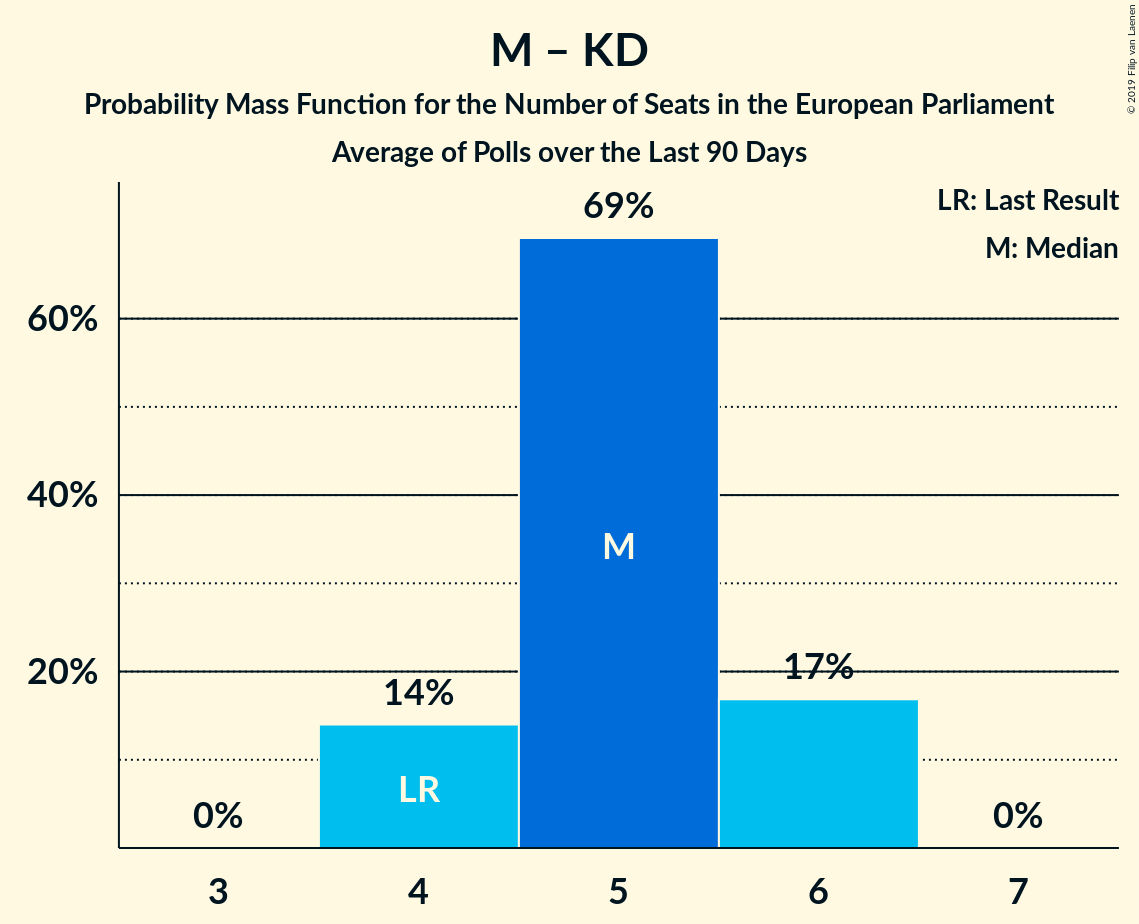 M – KD
Probability Mass Function for the Number of Seats in the European Parliament
Average of Polls over the Last 90 Days
© 2019 Filip van Laenen
LR: Last Result
M: Median
69%
60%
40%
M
20%
17%
14%
LR
0%
0%
3 4 5 6 7